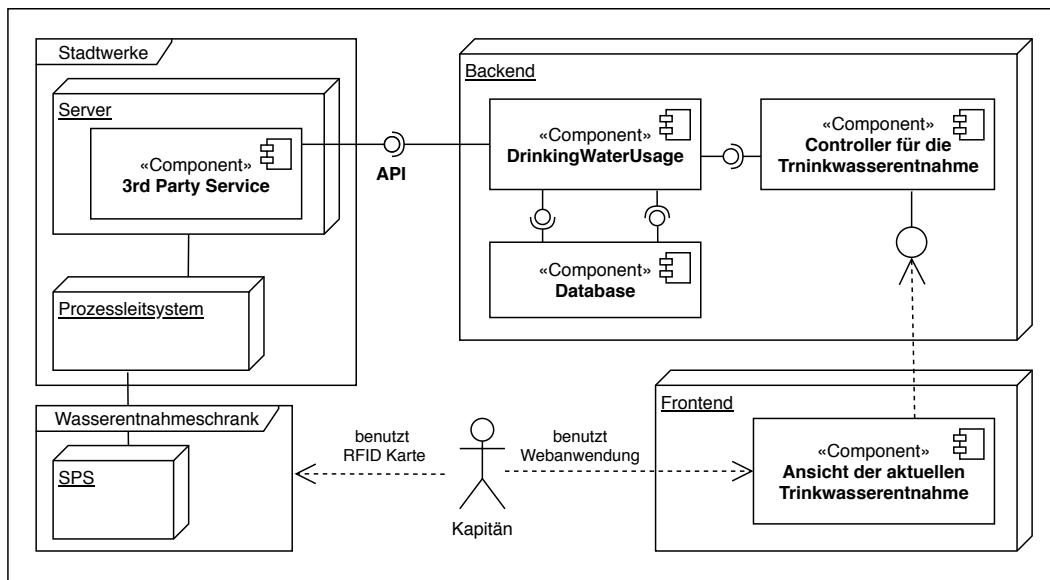 Stadtwerke
Server
«Component»
3rd Party Service
Prozessleitsystem
Wasserentnahmeschrank
SPS
API
Backend
«Component»
DrinkingWaterUsage
«Component»
Controller für die
Trninkwasserentnahme
«Component»
Database
Frontend
«Component»
Ansicht der aktuellen
Trinkwasserentnahme
benutzt
RFID Karte
Kapitän
benutzt
Webanwendung